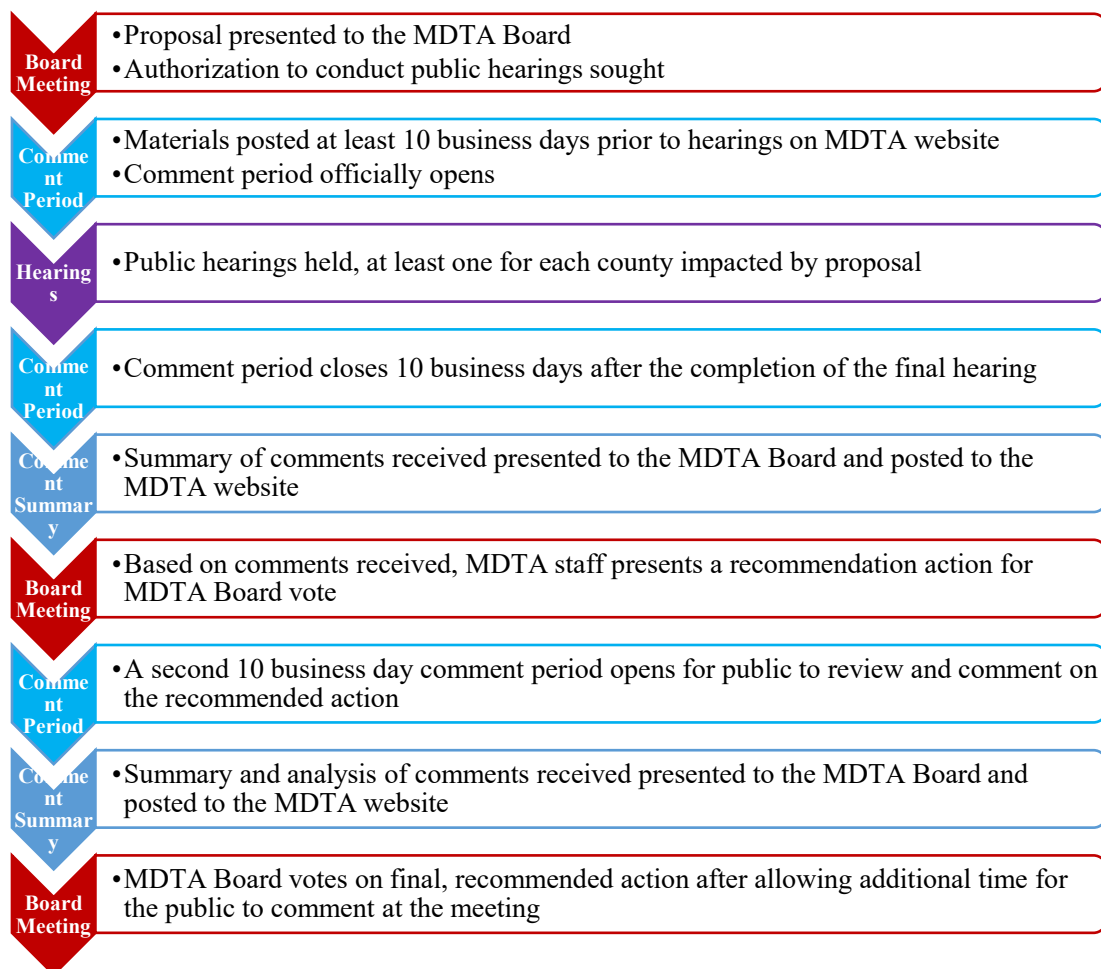 Board
Meeting
•Proposal presented to the MDTA Board
•Authorization to conduct public hearings sought
Comme
nt
Period
•Materials posted at least 10 business days prior to hearings on MDTA website
•Comment period officially opens
Hearing
s
•Public hearings held, at least one for each county impacted by proposal
Comme
nt
Period
•Comment period closes 10 business days after the completion of the final hearing
Comme
nt
Summar
y
•Summary of comments received presented to the MDTA Board and posted to the
MDTA website
Board
Meeting
•Based on comments received, MDTA staff presents a recommendation action for
MDTA Board vote
Comme
nt
Period
•A second 10 business day comment period opens for public to review and comment on
the recommended action
Comme
nt
Summar
y
•Summary and analysis of comments received presented to the MDTA Board and
posted to the MDTA website
Board
Meeting
•MDTA Board votes on final, recommended action after allowing additional time for
the public to comment at the meeting